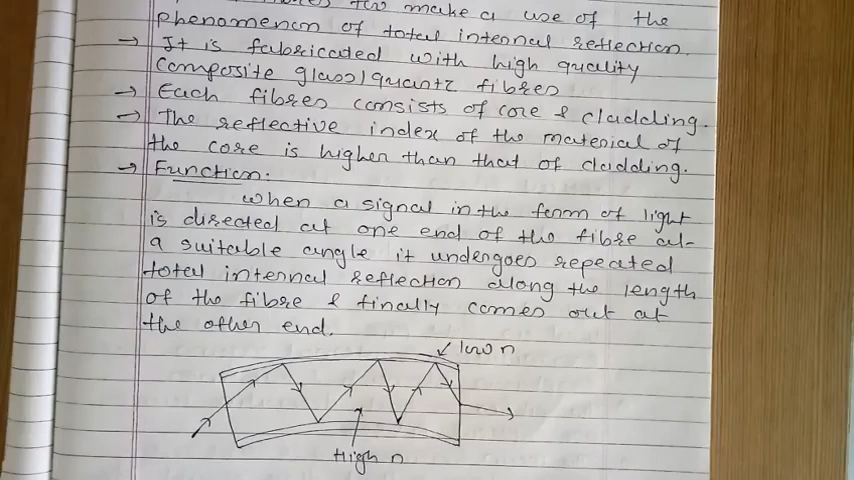 make a use of the
phenomenon of total internal reflection.
→ It is fabricated with high quality
composite glass/quantz fibres
→ Each fibres consists of core & cladding.
→ The reflective index of the material of
the core is higher than that of cladding.
→ Function:
When a signal in the form of light
is directed at one end of the fibre at
a suitable angle it undergoes repeated
total internal reflection along the length
of the fibre & finally comes out at
the other end.
low n
High n